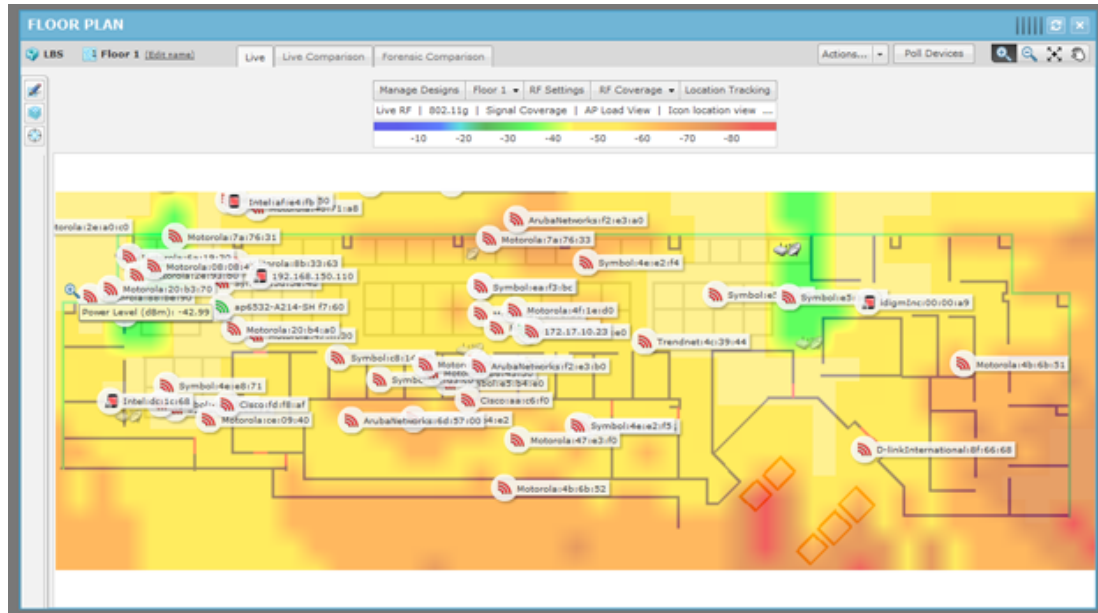 FLOOR PLAN
LBS Floor 1 [Edit name] Live Live Comparison Forensic Comparison Actions... Poll Devices
Manage Designs Floor 1 RF Settings RF Coverage Location Tracking
Live RF | 802.11g | Signal Coverage | AP Load View | Icon location view ....
-10 -20 -30 -40 -50 -60 -70 -80
Intel:af:e4:fb
ArubaNetworks:f2:e3:a0
Motorola:7a:76:31
Motorola:7a:76:33
Symbol:4e:e2:f4
192.168.150.110
Motorola:20:b3:70
Symbol:ea:f3:bc
idigmInc:00:00:a9
Power Level (dBm): -42.99
ap6532-A214-SH f7:60
Motorola:4f:1e:d0
Motorola:20:b4:a0
172.17.10.23
Trendnet:4c:39:44
ArubaNetworks:f2:e3:b0
Motorola:4b:6b:51
Symbol:4e:e8:71
Intel:dc:1c:68
Cisco:fd:f8:af
Cisco:aa:c6:f0
Motorola:ce:09:40
ArubaNetworks:6d:57:00
Symbol:4e:e2:f5
Motorola:47:e3:f0
D-linkInternational:8f:66:68
Motorola:4b:6b:52